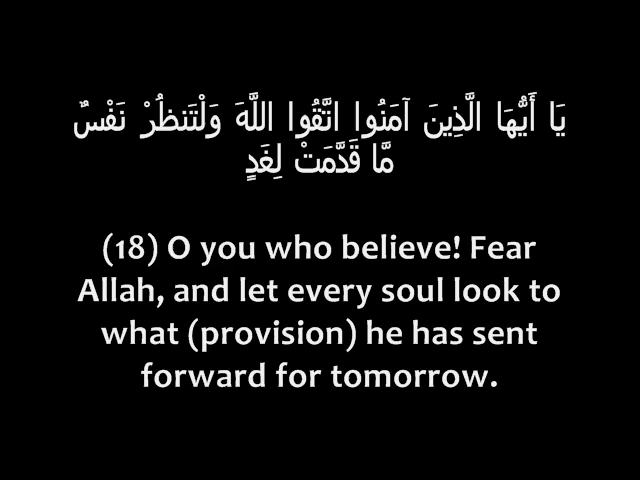 يَا أَيُّهَا الَّذِينَ آمَنُوا اتَّقُوا اللَّهَ وَلْتَنظُرْ نَفْسٌ
مَّا قَدَّمَتْ لِغَدٍ
(18) O you who believe! Fear
Allah, and let every soul look to
what (provision) he has sent
forward for tomorrow.